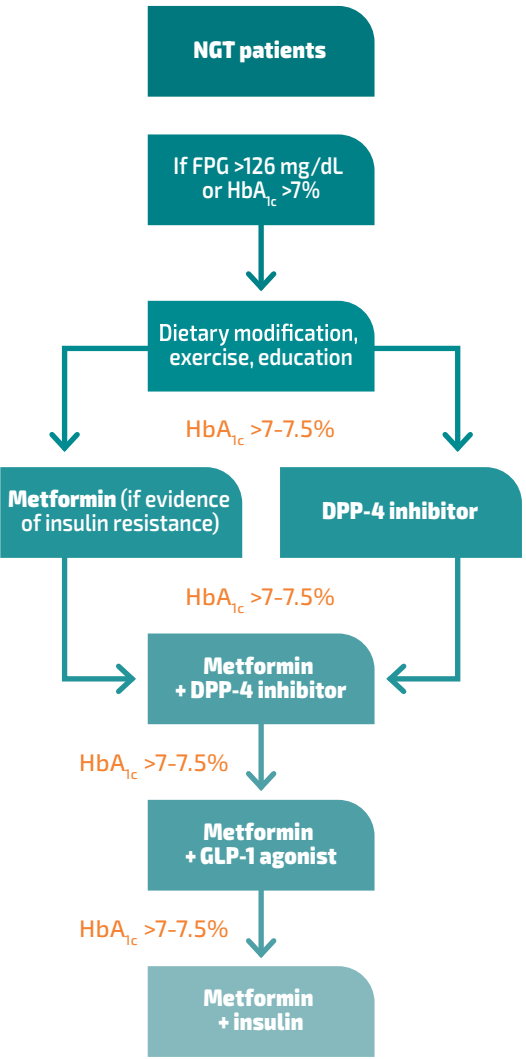 NGT patients
If FPG >126 mg/dL
or HbA1c >7%
Dietary modification,
exercise, education
HbA1c >7-7.5%
Metformin (if evidence
of insulin resistance)
DPP-4 inhibitor
HbA1c >7-7.5%
Metformin
+ DPP-4 inhibitor
HbA1c >7-7.5%
Metformin
+ GLP-1 agonist
HbA1c >7-7.5%
Metformin
+ insulin